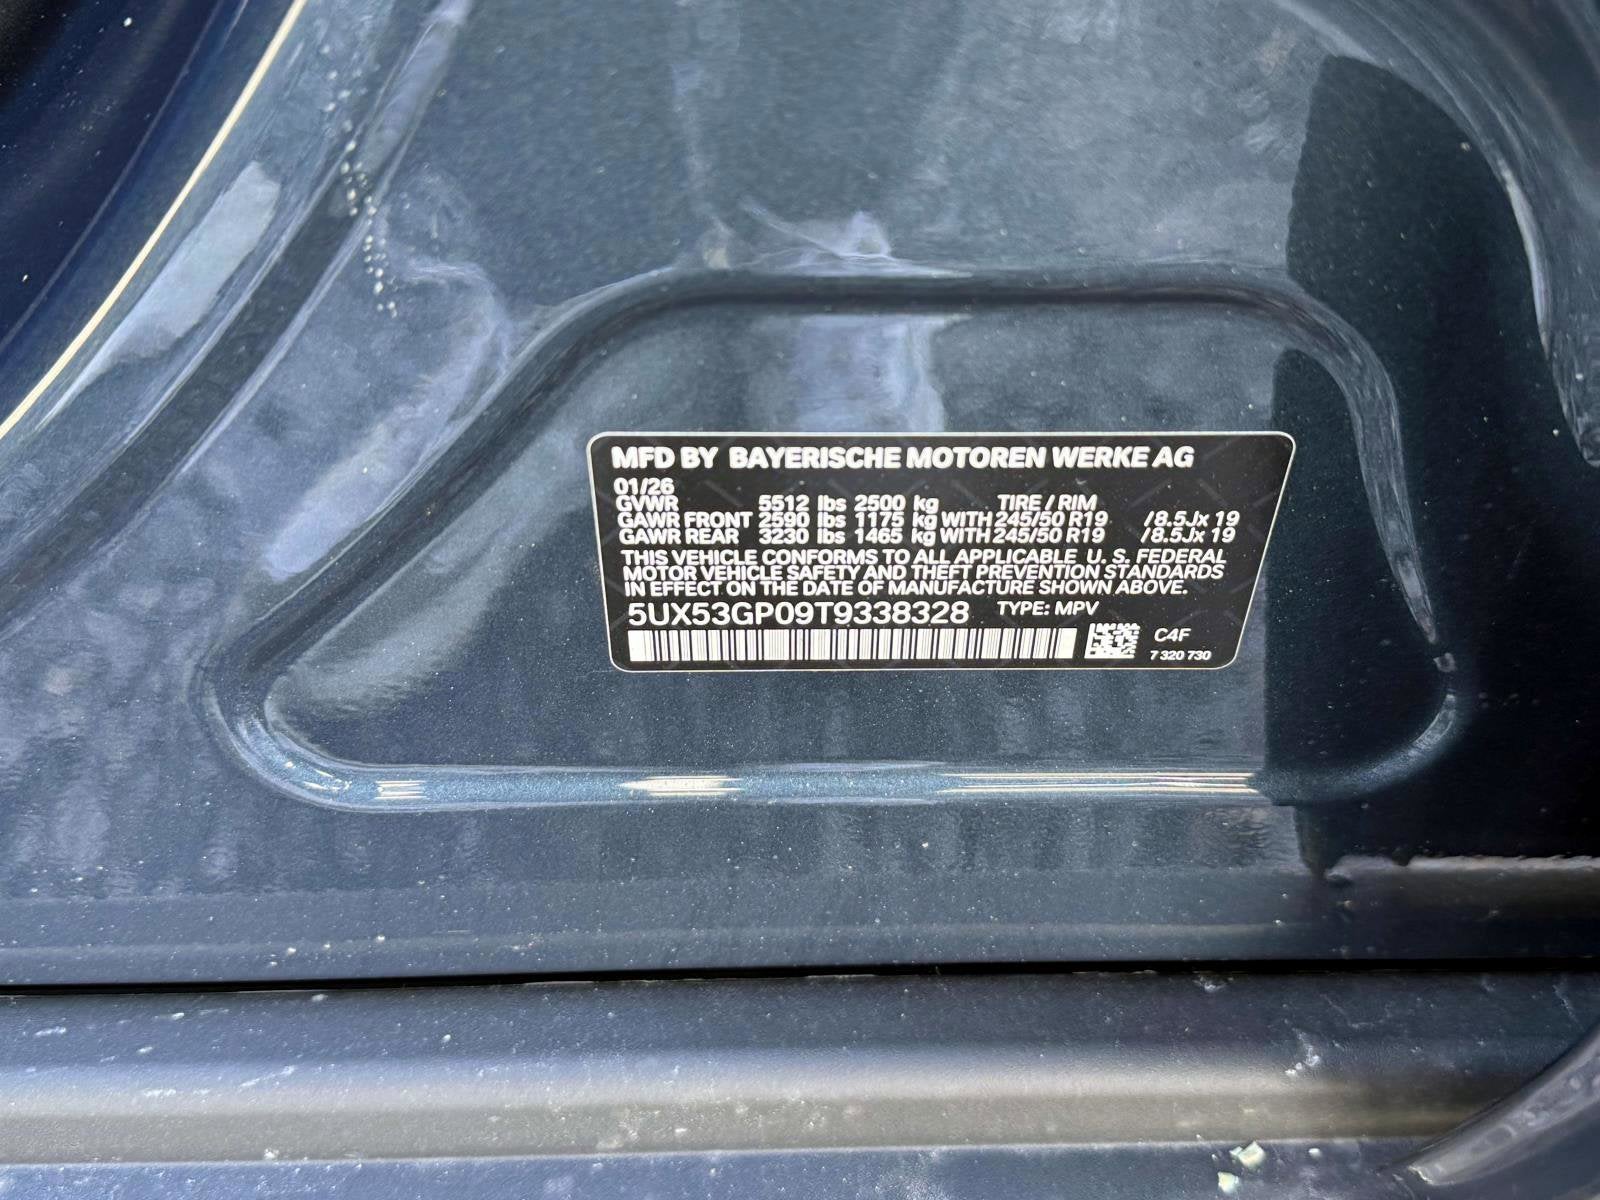 MFD BY BAYERISCHE MOTOREN WERKE AG
01/26
GVWR 5512 lbs 2500 kg TIRE / RIM
GAWR FRONT 2590 lbs 1175 kg WITH 245/50 R19 /8.5Jx 19
GAWR REAR 3230 lbs 1465 kg WITH 245/50 R19 /8.5Jx 19
THIS VEHICLE CONFORMS TO ALL APPLICABLE U. S. FEDERAL
MOTOR VEHICLE SAFETY AND THEFT PREVENTION STANDARDS
IN EFFECT ON THE DATE OF MANUFACTURE SHOWN ABOVE.
5UX53GP09T9338328 TYPE: MPV
C4F
7 320 730